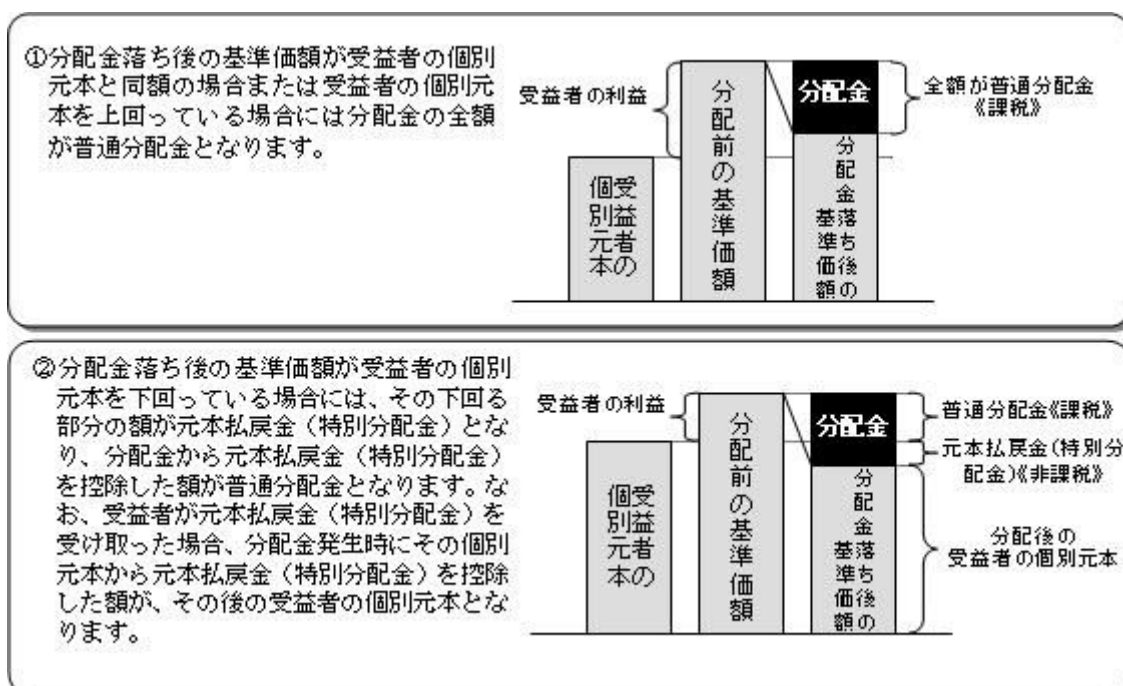 ①分配金落ち後の基準価額が受益者の個別
元本と同額の場合または受益者の個別元
本を上回っている場合には分配金の全額
が普通分配金となります。
受益者の利益
受益者の
個別元本
分配前の基準価額
分配金
分配金落ち後の
基準価額
全額が普通分配金
《課税》
②分配金落ち後の基準価額が受益者の個別
元本を下回っている場合には、その下回る
部分の額が元本払戻金(特別分配金)とな
り、分配金から元本払戻金(特別分配金)
を控除した額が普通分配金となります。な
お、受益者が元本払戻金(特別分配金)を
受け取った場合、分配金発生時にその個別
元本から元本払戻金(特別分配金)を控除
した額が、その後の受益者の個別元本とな
ります。
受益者の利益
受益者の
個別元本
分配前の基準価額
分配金
分配金落ち後の
基準価額
普通分配金《課税》
元本払戻金(特別分
配金)《非課税》
分配後の
受益者の個別元本